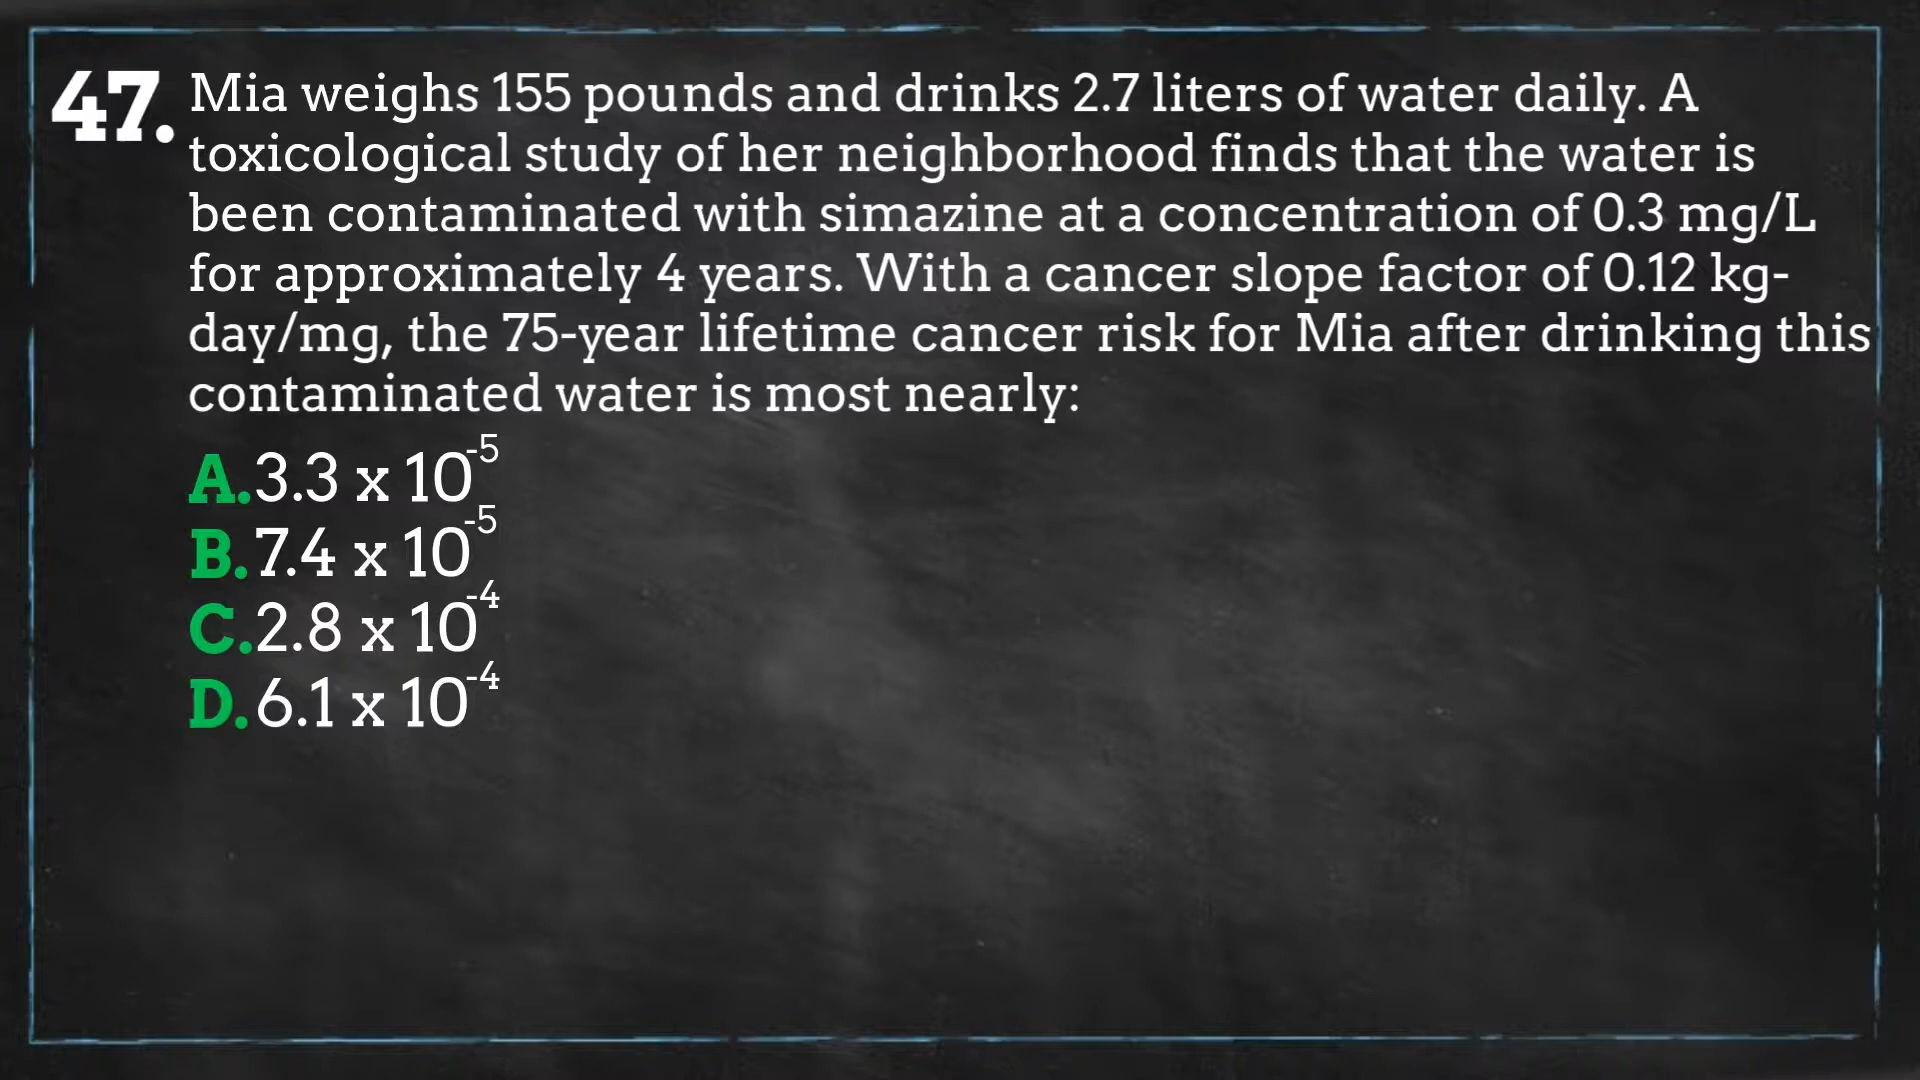 47. Mia weighs 155 pounds and drinks 2.7 liters of water daily. A
toxicological study of her neighborhood finds that the water is
been contaminated with simazine at a concentration of 0.3 mg/L
for approximately 4 years. With a cancer slope factor of 0.12 kg-
day/mg, the 75-year lifetime cancer risk for Mia after drinking this
contaminated water is most nearly:
A. 3.3 x 10⁻⁵
B. 7.4 x 10⁻⁵
C. 2.8 x 10⁻⁴
D. 6.1 x 10⁻⁴